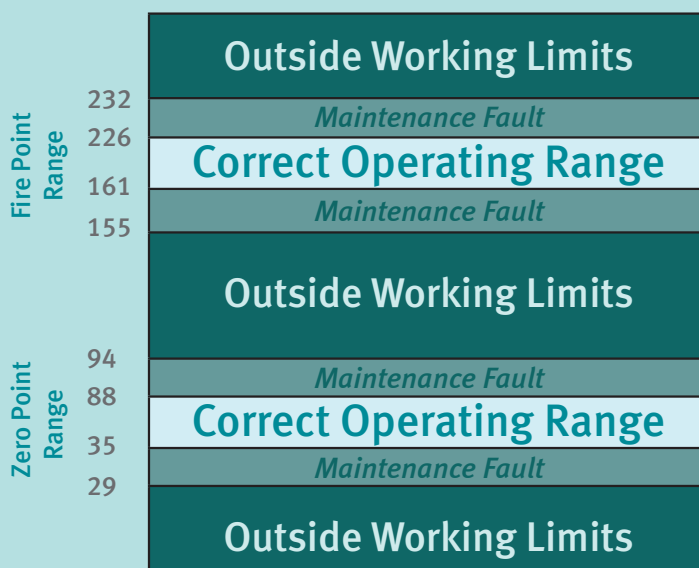 Outside Working Limits
232
Maintenance Fault
226
Correct Operating Range
161
Maintenance Fault
155
Fire Point
Range
Outside Working Limits
94
Maintenance Fault
88
Correct Operating Range
35
Maintenance Fault
29
Zero Point
Range
Outside Working Limits